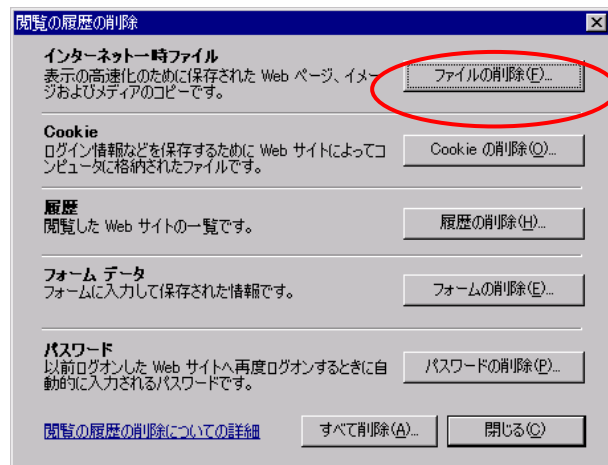 閲覧の履歴の削除
インターネット一時ファイル
表示の高速化のために保存された Web ページ、イメー
ジおよびメディアのコピーです。
ファイルの削除(F)...
Cookie
ログイン情報などを保存するために Web サイトによってコ
ンピュータに格納されたファイルです。
Cookie の削除(O)...
履歴
閲覧した Web サイトの一覧です。
履歴の削除(H)...
フォーム データ
フォームに入力して保存された情報です。
フォームの削除(E)...
パスワード
以前ログオンした Web サイトへ再度ログオンするときに自
動的に入力されるパスワードです。
パスワードの削除(P)...
閲覧の履歴の削除についての詳細
すべて削除(A)...
閉じる(C)